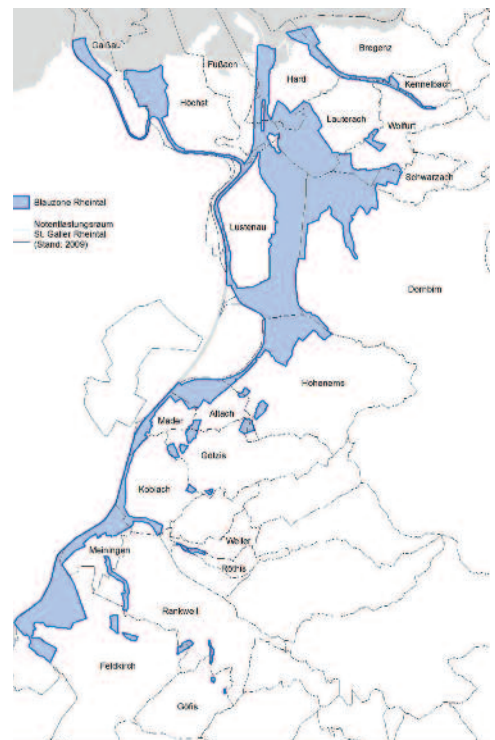 Gaißau
Bregenz
Fußach
Hard
Kennelbach
Höchst
Lauterach
Wolfurt
Schwarzach
Blauzone Rheintal
Notentlastungsraum
St. Galler Rheintal
(Stand: 2009)
Lustenau
Dornbirn
Hohenems
Altach
Mäder
Götzis
Koblach
Weiler
Meiningen
Röthis
Rankweil
Feldkirch
Göfis